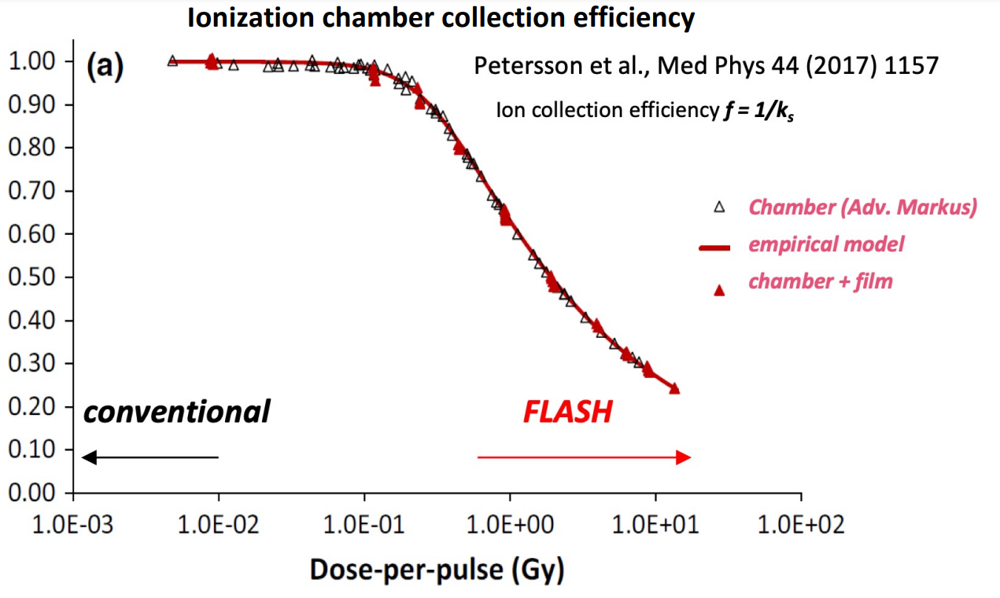 Ionization chamber collection efficiency
(a)
Petersson et al., Med Phys 44 (2017) 1157
Ion collection efficiency f = 1/ks
1.00
0.90
0.80
0.70
0.60
0.50
0.40
0.30
0.20
0.10
0.00
Chamber (Adv. Markus)
empirical model
chamber + film
conventional
FLASH
1.0E-03 1.0E-02 1.0E-01 1.0E+00 1.0E+01 1.0E+02
Dose-per-pulse (Gy)